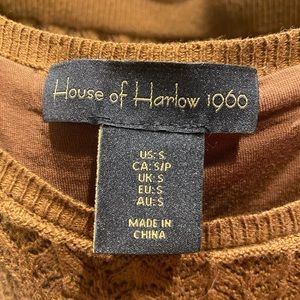 House of Harlow 1960
US: S
CA: S/P
UK: S
EU: S
AU: S
MADE IN
CHINA